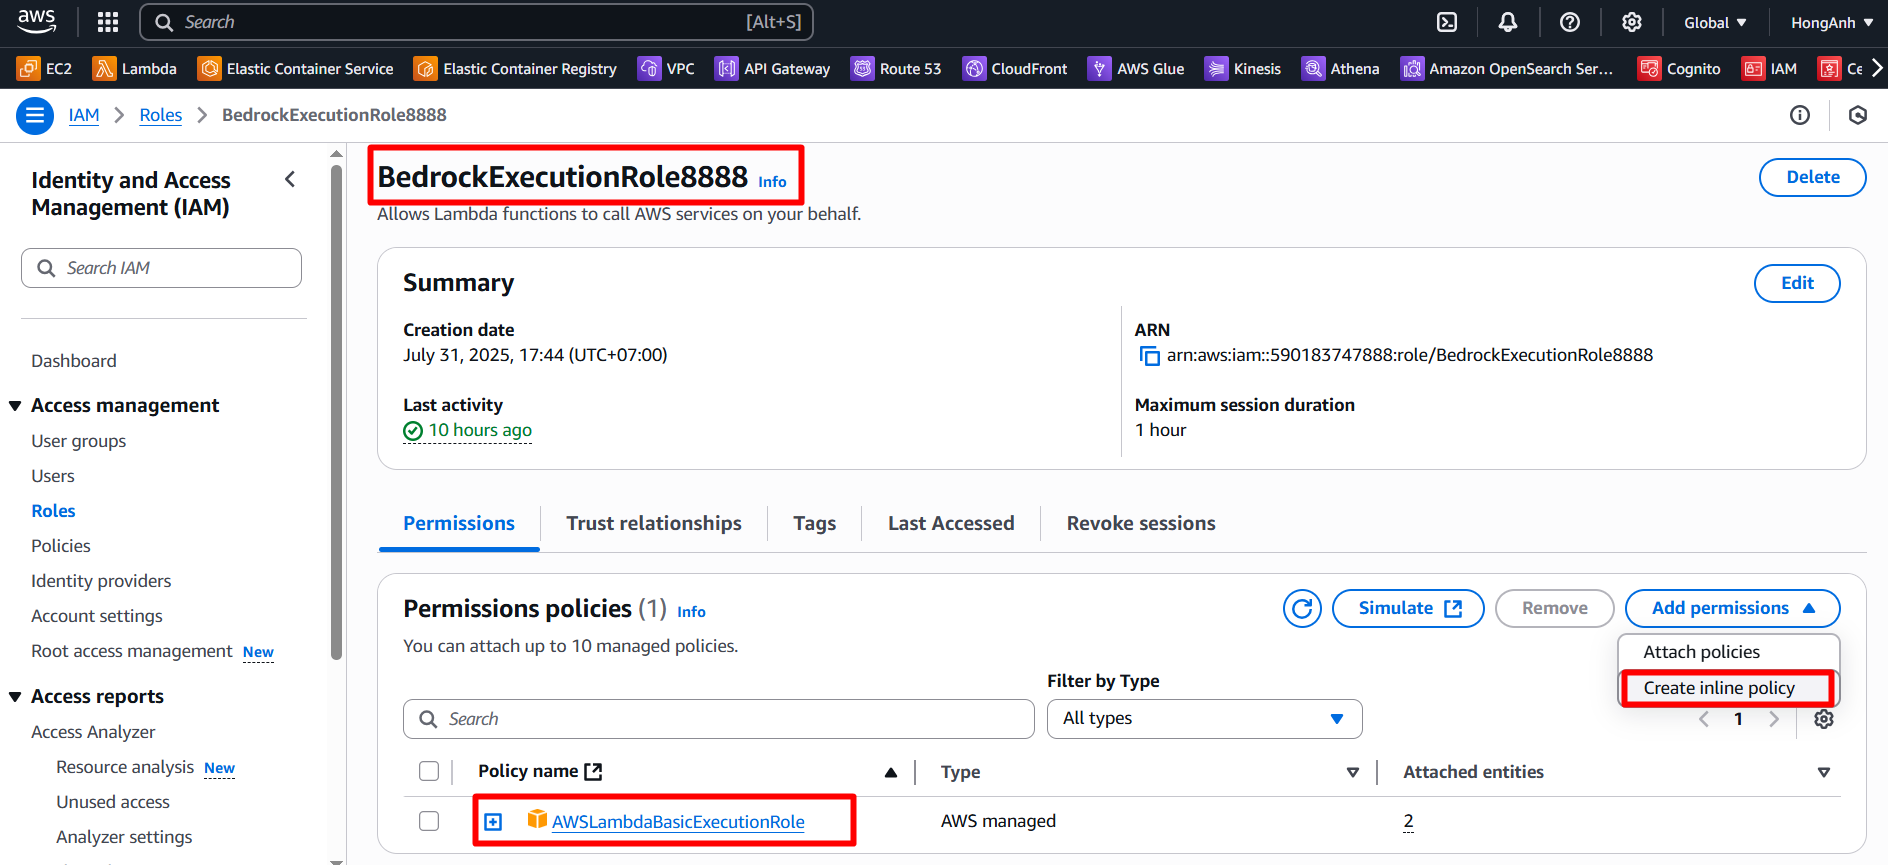 aws
Search [Alt+S]
Global
HongAnh
EC2
Lambda
Elastic Container Service
Elastic Container Registry
VPC
API Gateway
Route 53
CloudFront
AWS Glue
Kinesis
Athena
Amazon OpenSearch Ser...
Cognito
IAM
Ce
IAM
Roles
BedrockExecutionRole8888
Identity and Access
Management (IAM)
Search IAM
Dashboard
Access management
User groups
Users
Roles
Policies
Identity providers
Account settings
Root access management New
Access reports
Access Analyzer
Resource analysis New
Unused access
Analyzer settings
BedrockExecutionRole8888 Info
Delete
Allows Lambda functions to call AWS services on your behalf.
Summary
Edit
Creation date
July 31, 2025, 17:44 (UTC+07:00)
Last activity
10 hours ago
ARN
arn:aws:iam::590183747888:role/BedrockExecutionRole8888
Maximum session duration
1 hour
Permissions
Trust relationships
Tags
Last Accessed
Revoke sessions
Permissions policies (1) Info
You can attach up to 10 managed policies.
Simulate
Remove
Add permissions
Attach policies
Create inline policy
Filter by Type
Search
All types
1
Policy name
Type
Attached entities
AWSLambdaBasicExecutionRole
AWS managed
2